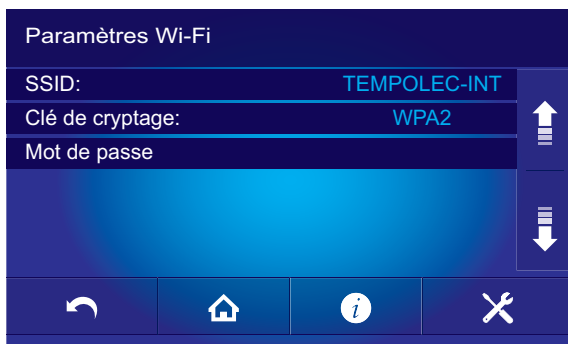 Paramètres Wi-Fi
SSID: TEMPOLEC-INT
Clé de cryptage: WPA2
Mot de passe
i